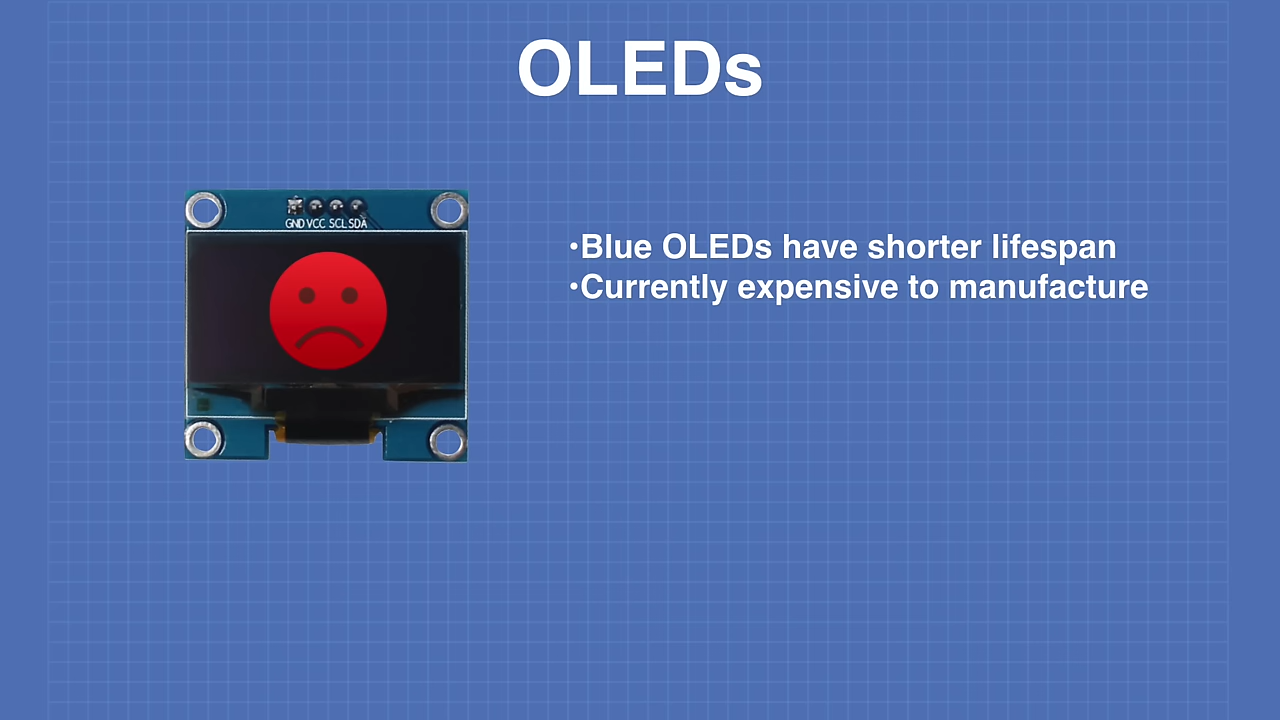 OLEDs
GND VCC SCL SDA
•Blue OLEDs have shorter lifespan
•Currently expensive to manufacture